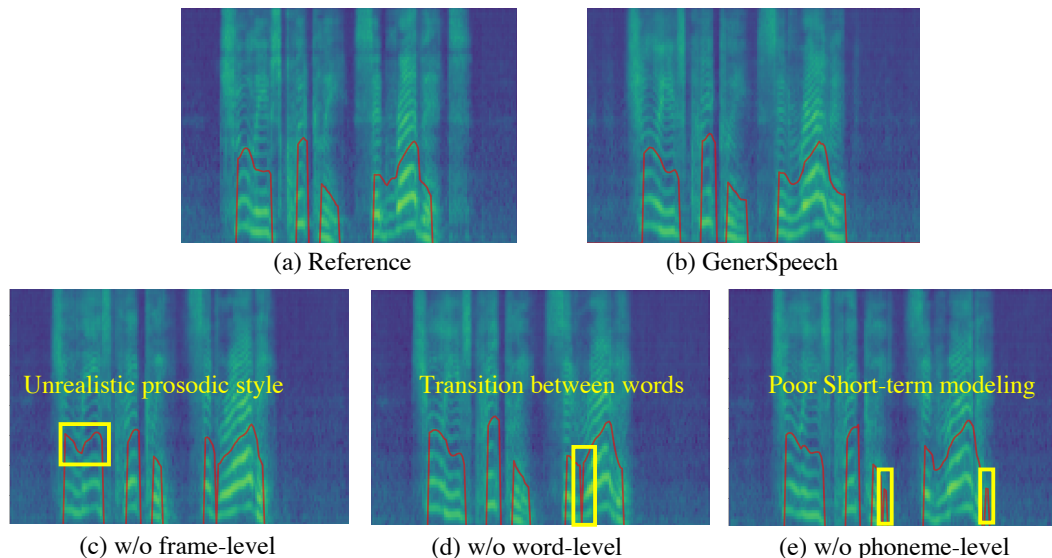 (a) Reference
(b) GenerSpeech
Unrealistic prosodic style
Transition between words
Poor Short-term modeling
(c) w/o frame-level
(d) w/o word-level
(e) w/o phoneme-level